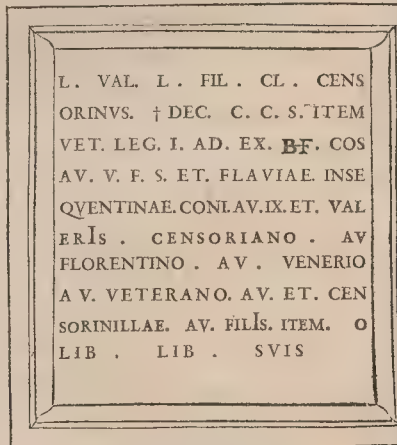 L. VAL. L. FIL. CL. CENS
ORINVS. † DEC. C. C. S. ITEM
VET. LEG. I. AD. EX. BF. COS
AV. V. F. S. ET. FLAVIAE. INSE
QVENTINAE. CONI. AV. IX. ET. VAL
ERIS . CENSORIANO . AV
FLORENTINO . AV . VENERIO
AV. VETERANO. AV. ET. CEN
SORINILLAE. AV. FILIS. ITEM. O
LIB . LIB . SVIS